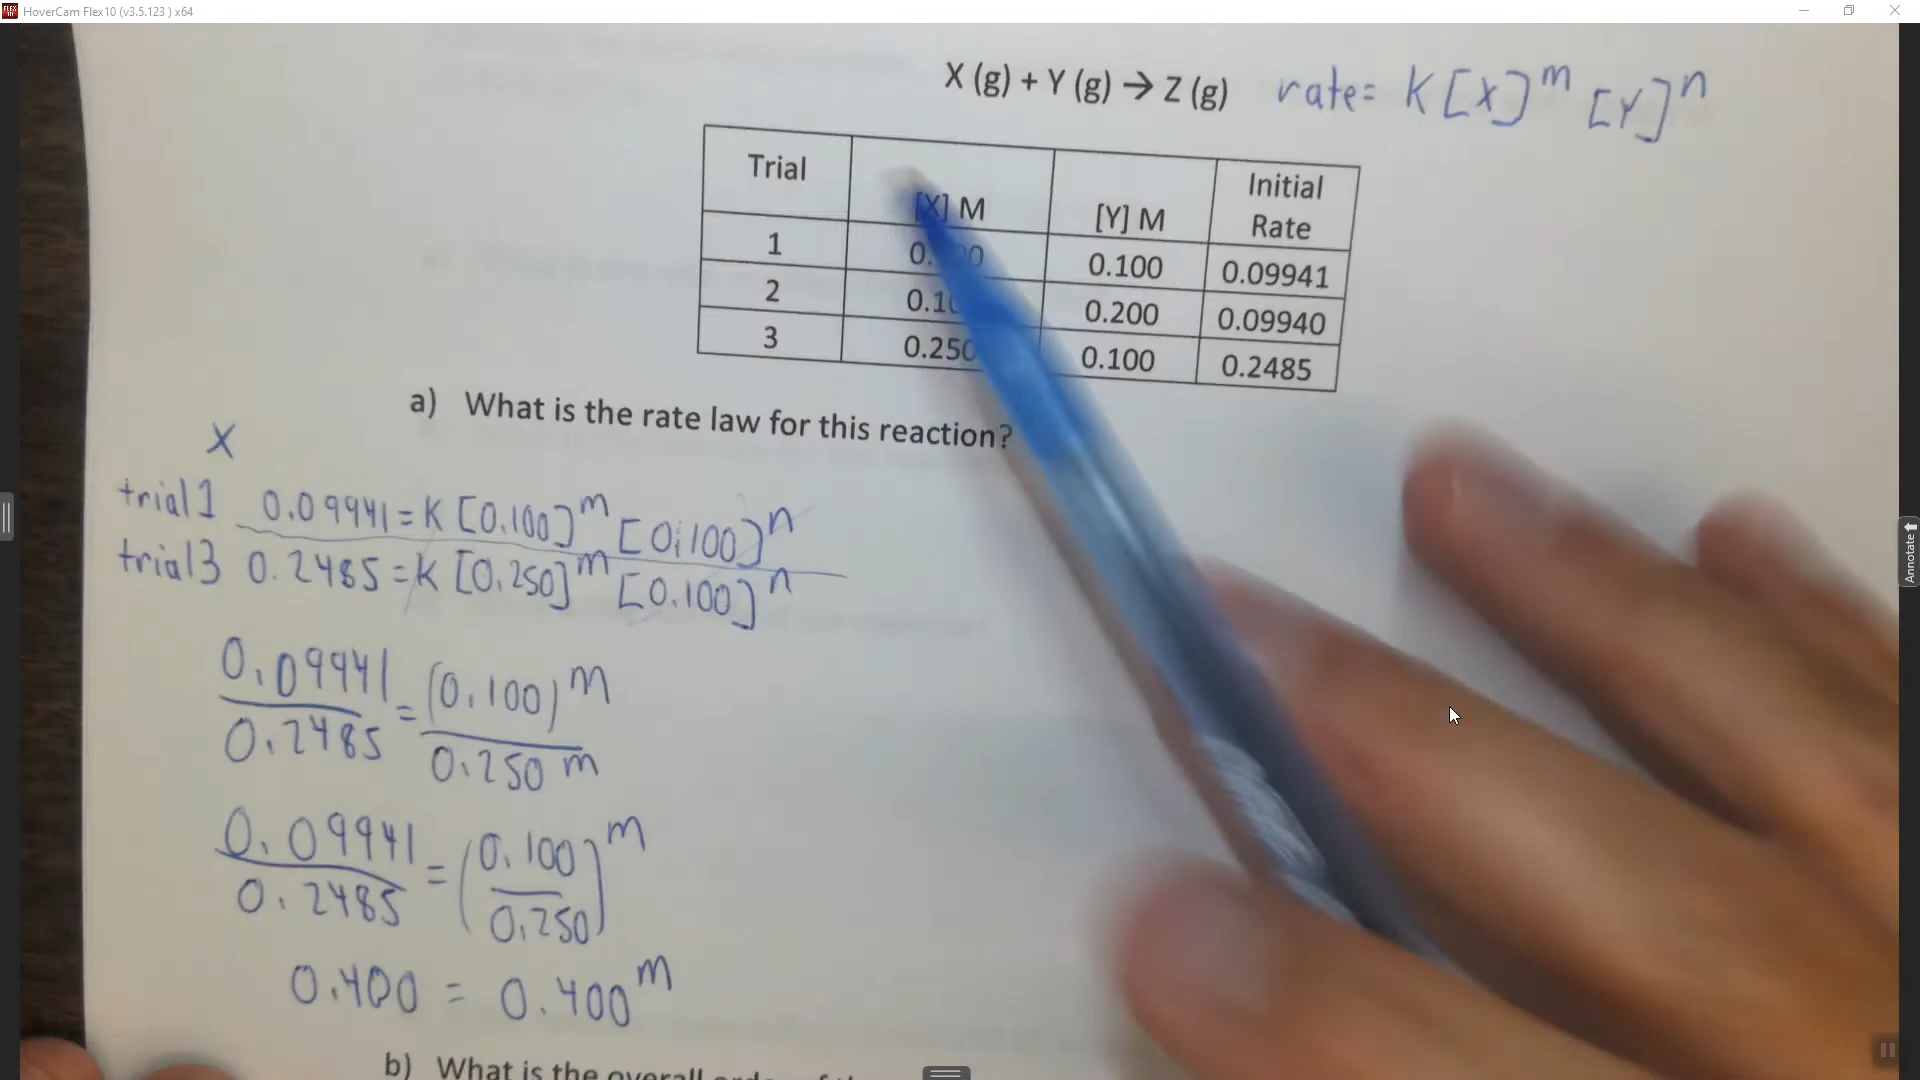 HoverCam Flex10 (v3.5.123 ) x64
X (g) + Y (g) → Z (g) rate= K[X]^m [Y]^n
Trial [X] M [Y] M Initial Rate
1 0.100 0.09941
2 0.200 0.09940
3 0.250 0.100 0.2485
a) What is the rate law for this reaction?
X
trial 1 0.09941 = K [0.100]^m [0.100]^n
trial 3 0.2485 = K [0.250]^m [0.100]^n
0.09941 = (0.100)^m
0.2485 0.250 m
0.09941 = (0.100)^m
0.2485 0.250
0.400 = 0.400^m
b) What is the overall
Annotate